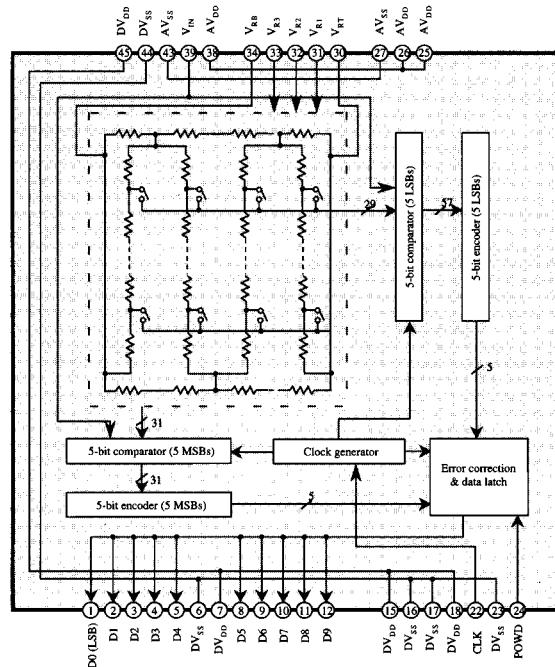 DVDD DVSS AVSS VIN AVDD VRB VR3 VR2 VR1 VRT AVSS AVDD AVDD
45 44 43 39 38 34 33 32 31 30 27 26 25
29
5-bit comparator (5 LSBs)
57
5-bit encoder (5 LSBs)
5
31
5-bit comparator (5 MSBs)
Clock generator
Error correction
& data latch
31
5-bit encoder (5 MSBs)
5
1 2 3 4 5 6 7 8 9 10 11 12 15 16 17 18 22 23 24
D0 (LSB) D1 D2 D3 D4 DVSS DVDD D5 D6 D7 D8 D9 DVDD DVSS DVSS DVDD CLK DVSS POWD